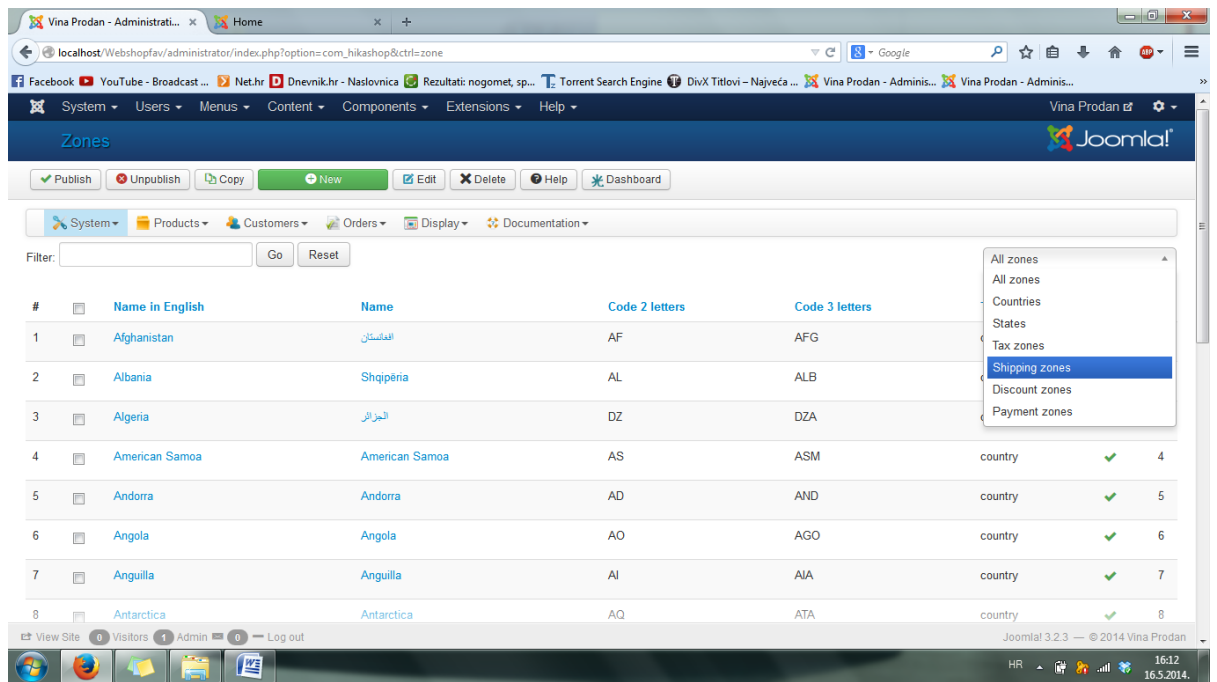 Vina Prodan - Administrati... × Home × +
localhost/Webshopfav/administrator/index.php?option=com_hikashop&ctrl=zone 8 Google ABP
Facebook YouTube - Broadcast ... Net.hr Dnevnik.hr - Naslovnica Rezultati: nogomet, sp... Torrent Search Engine DivX Titlovi – Najveća ... Vina Prodan - Adminis... Vina Prodan - Adminis... »
System Users Menus Content Components Extensions Help Vina Prodan
Zones Joomla!
Publish Unpublish Copy New Edit Delete Help Dashboard
System Products Customers Orders Display Documentation
Filter: Go Reset All zones
All zones
Countries
States
Tax zones
Shipping zones
Discount zones
Payment zones
# Name in English Name Code 2 letters Code 3 letters
1 Afghanistan افغانستان AF AFG
2 Albania Shqipëria AL ALB
3 Algeria الجزائر DZ DZA
4 American Samoa American Samoa AS ASM country 4
5 Andorra Andorra AD AND country 5
6 Angola Angola AO AGO country 6
7 Anguilla Anguilla AI AIA country 7
8 Antarctica Antarctica AQ ATA country 8
View Site 0 Visitors 1 Admin 0 Log out Joomla! 3.2.3 — © 2014 Vina Prodan
HR 16:12
16.5.2014.